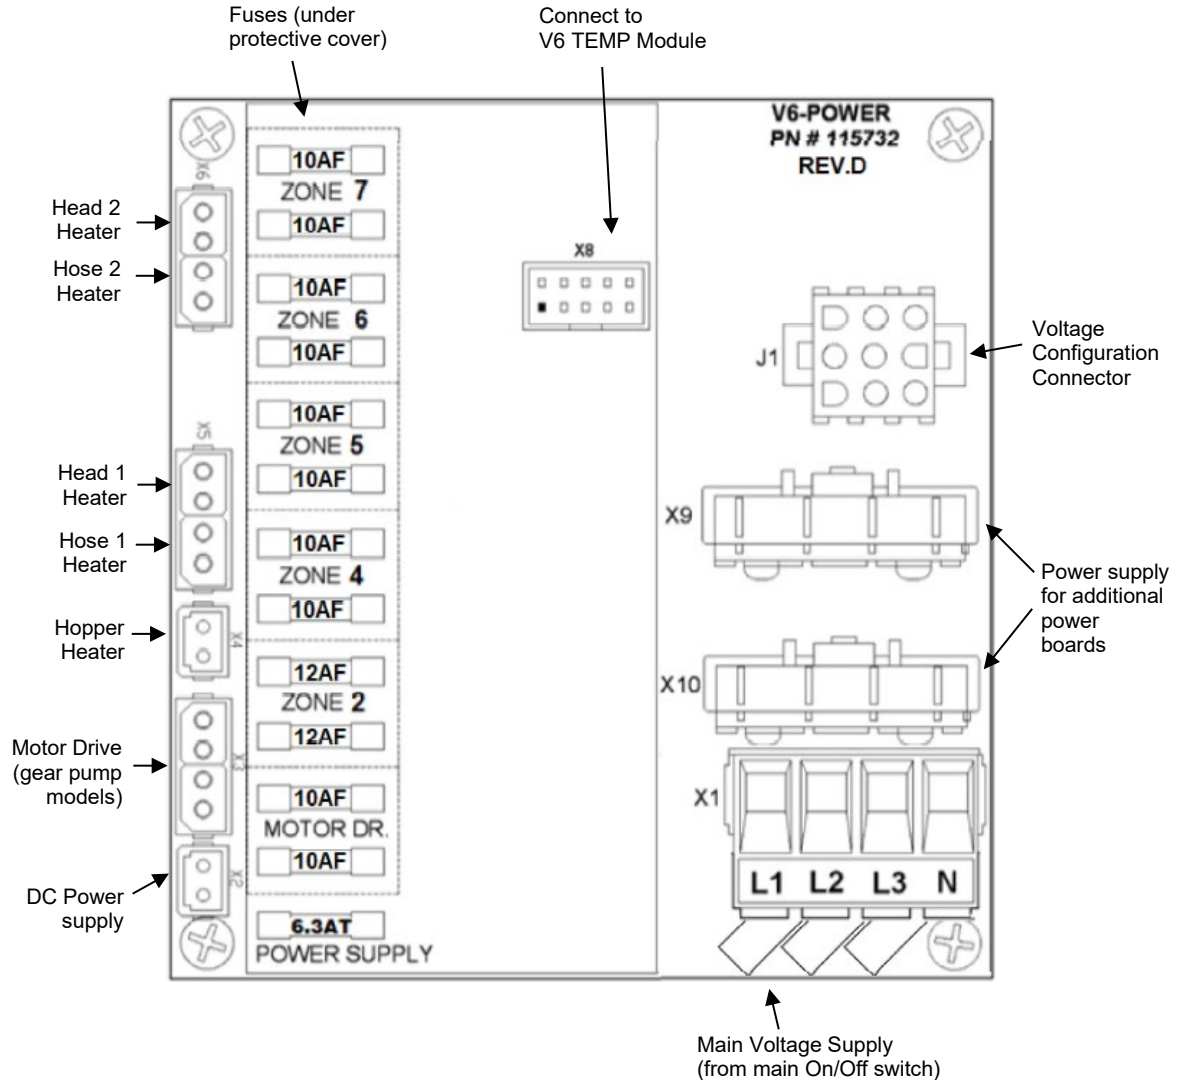 Fuses (under
protective cover)
Connect to
V6 TEMP Module
V6-POWER
PN # 115732
REV.D
X6
Head 2
Heater
Hose 2
Heater
10AF
ZONE 7
10AF
10AF
ZONE 6
10AF
X8
J1
Voltage
Configuration
Connector
X5
Head 1
Heater
Hose 1
Heater
10AF
ZONE 5
10AF
10AF
ZONE 4
10AF
X9
Power supply
for additional
power
boards
Hopper
Heater
X4
12AF
ZONE 2
12AF
X10
Motor Drive
(gear pump
models)
X3
10AF
MOTOR DR.
10AF
X1
L1 L2 L3 N
DC Power
supply
X2
6.3AT
POWER SUPPLY
Main Voltage Supply
(from main On/Off switch)